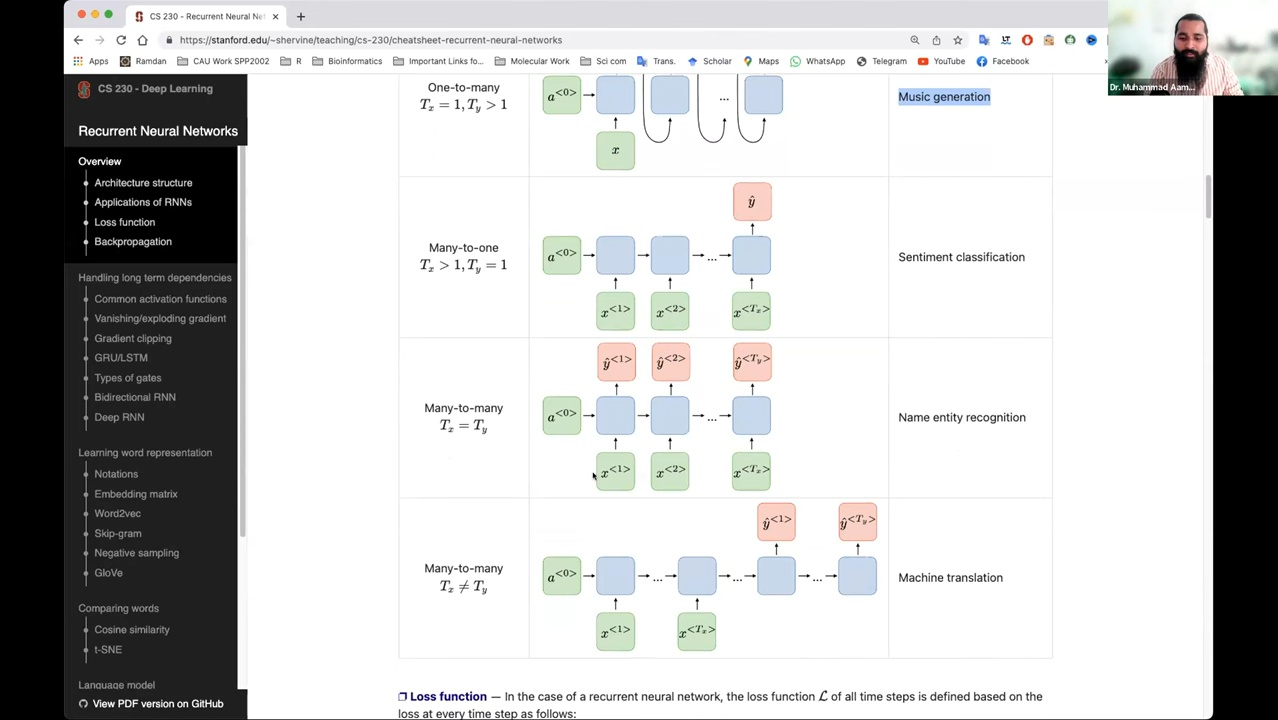 CS 230 - Recurrent Neural Net
https://stanford.edu/~shervine/teaching/cs-230/cheatsheet-recurrent-neural-networks
Apps
Ramdan
CAU Work SPP2002
R
Bioinformatics
Important Links fo...
Molecular Work
Sci com
Trans.
Scholar
Maps
WhatsApp
Telegram
YouTube
Facebook
Dr. Muhammad Aam...
CS 230 - Deep Learning
Recurrent Neural Networks
Overview
Architecture structure
Applications of RNNs
Loss function
Backpropagation
Handling long term dependencies
Common activation functions
Vanishing/exploding gradient
Gradient clipping
GRU/LSTM
Types of gates
Bidirectional RNN
Deep RNN
Learning word representation
Notations
Embedding matrix
Word2vec
Skip-gram
Negative sampling
GloVe
Comparing words
Cosine similarity
t-SNE
Language model
View PDF version on GitHub
One-to-many
T_x = 1, T_y > 1
a^<0>
...
x
Music generation
ŷ
Many-to-one
T_x > 1, T_y = 1
a^<0>
...
x^<1> x^<2> x^<T_x>
Sentiment classification
ŷ^<1> ŷ^<2> ŷ^<T_y>
Many-to-many
T_x = T_y
a^<0>
...
x^<1> x^<2> x^<T_x>
Name entity recognition
ŷ^<1> ŷ^<T_y>
Many-to-many
T_x ≠ T_y
a^<0>
... ... ...
x^<1> x^<T_x>
Machine translation
Loss function — In the case of a recurrent neural network, the loss function ℒ of all time steps is defined based on the
loss at every time step as follows: